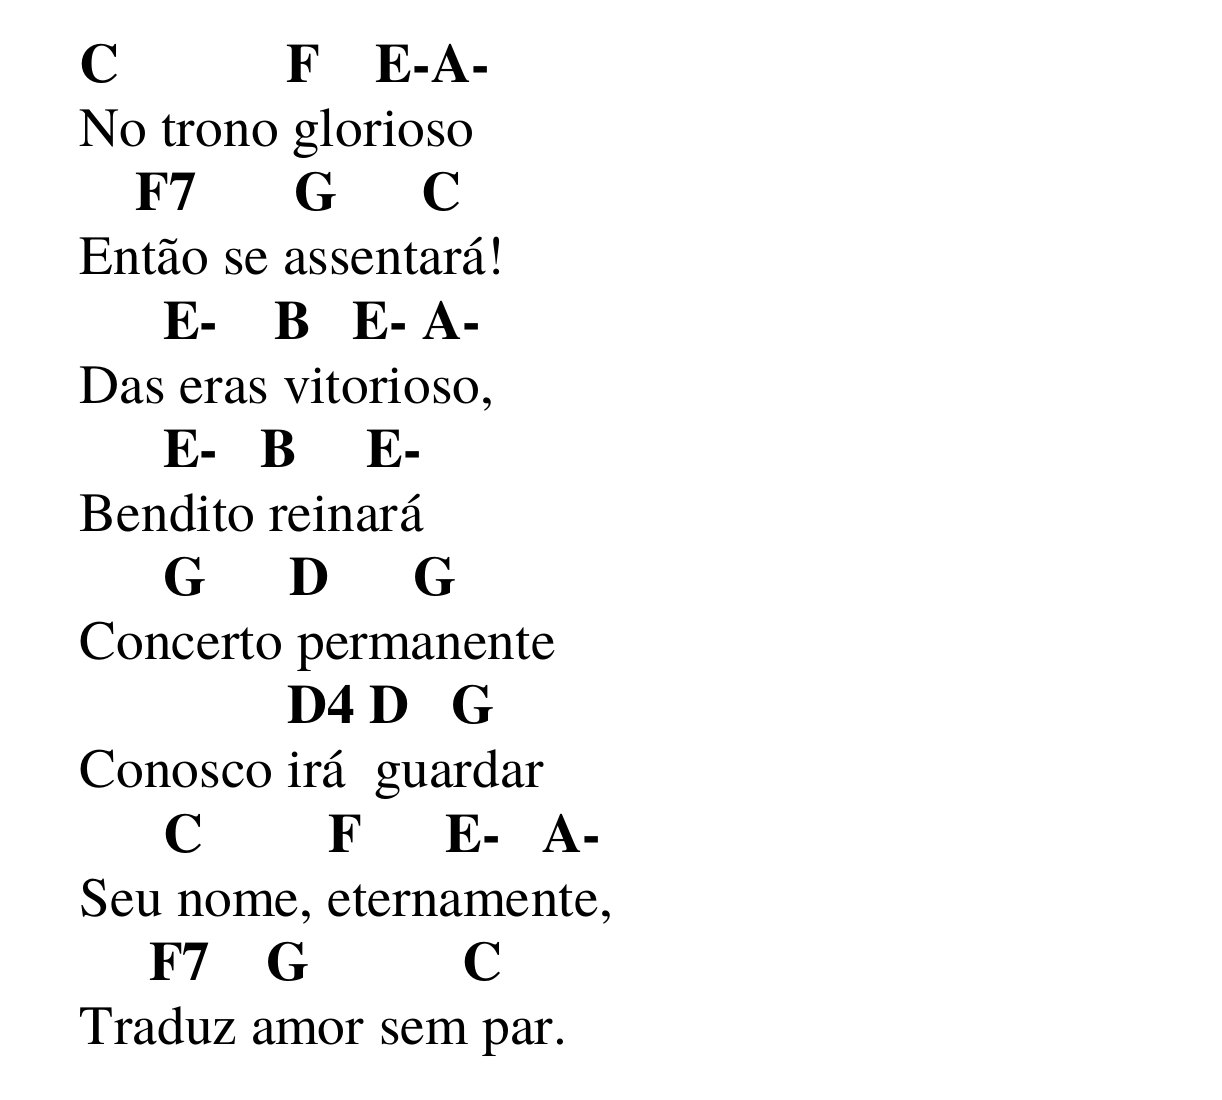 C            F    E-A-
No trono glorioso
    F7       G      C
Então se assentará!
      E-    B   E- A-
Das eras vitorioso,
      E-   B     E-
Bendito reinará
      G      D      G
Concerto permanente
               D4 D   G
Conosco irá  guardar
      C         F      E-   A-
Seu nome, eternamente,
     F7    G           C
Traduz amor sem par.